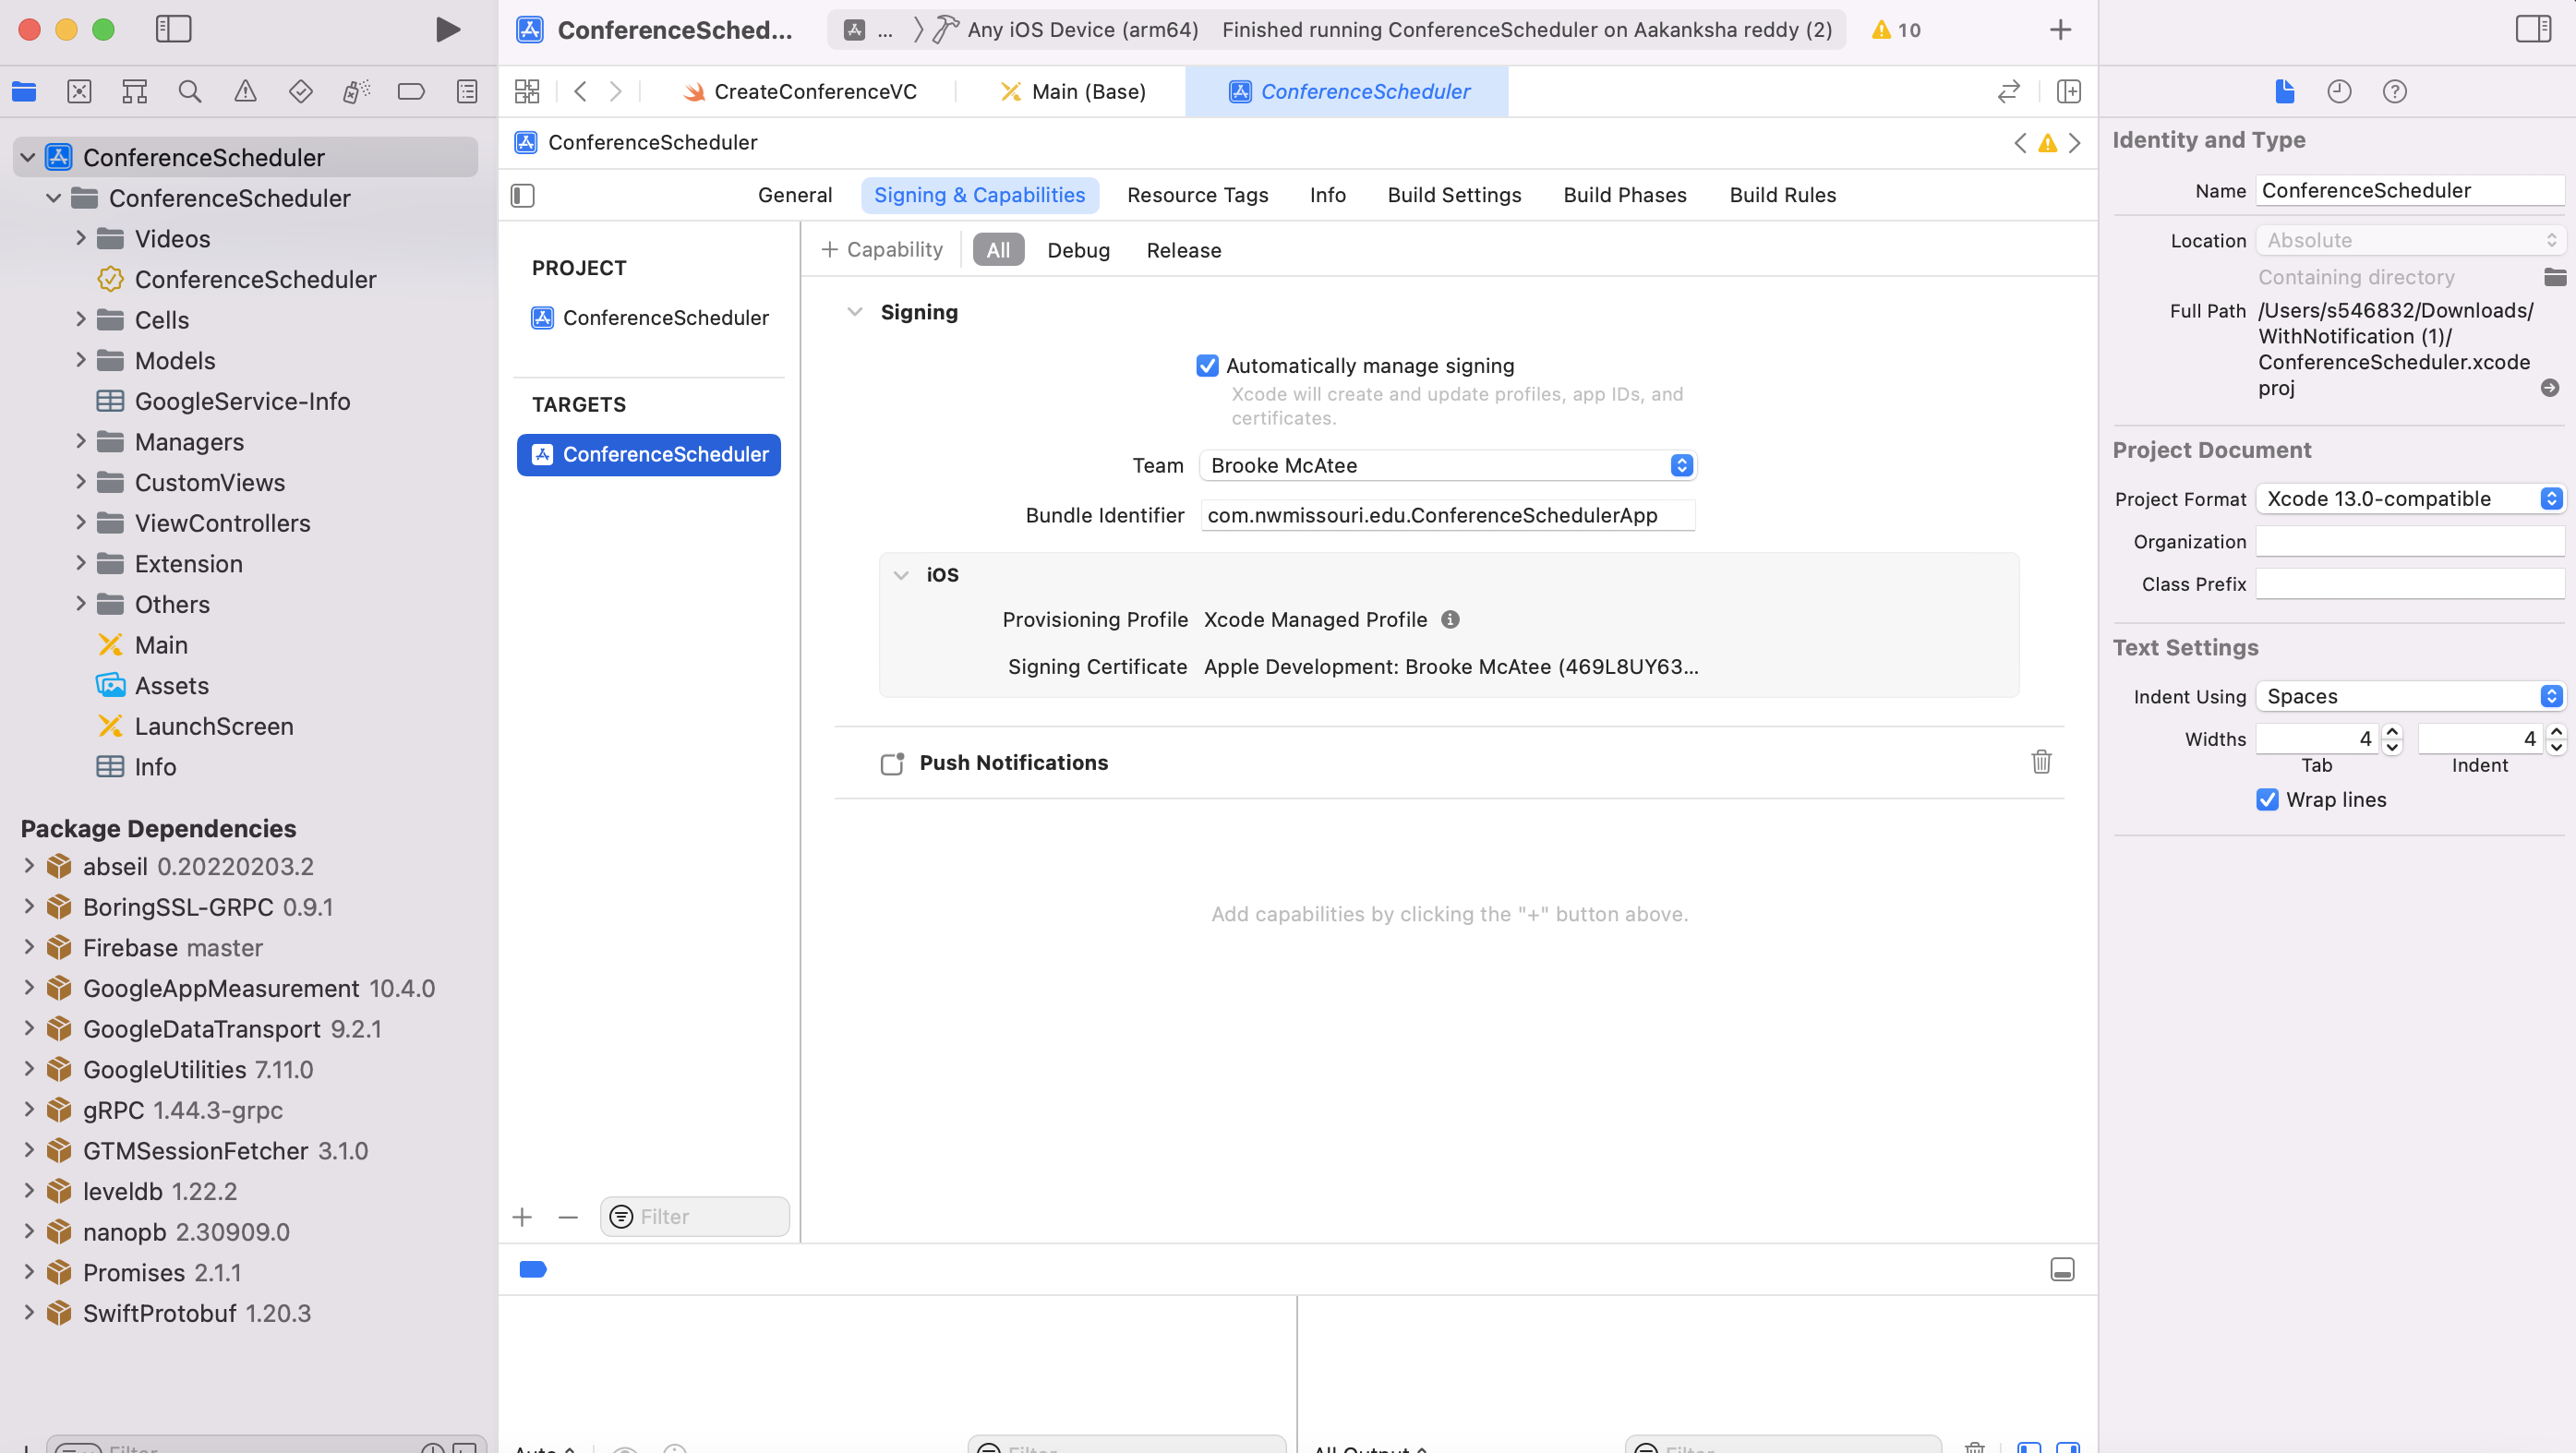 ConferenceSched...
...
Any iOS Device (arm64)
Finished running ConferenceScheduler on Aakanksha reddy (2)
10
CreateConferenceVC
Main (Base)
ConferenceScheduler
ConferenceScheduler
General
Signing & Capabilities
Resource Tags
Info
Build Settings
Build Phases
Build Rules
ConferenceScheduler
ConferenceScheduler
Videos
ConferenceScheduler
Cells
Models
GoogleService-Info
Managers
CustomViews
ViewControllers
Extension
Others
Main
Assets
LaunchScreen
Info
Package Dependencies
abseil 0.20220203.2
BoringSSL-GRPC 0.9.1
Firebase master
GoogleAppMeasurement 10.4.0
GoogleDataTransport 9.2.1
GoogleUtilities 7.11.0
gRPC 1.44.3-grpc
GTMSessionFetcher 3.1.0
leveldb 1.22.2
nanopb 2.30909.0
Promises 2.1.1
SwiftProtobuf 1.20.3
Filter
PROJECT
ConferenceScheduler
TARGETS
ConferenceScheduler
Filter
+ Capability
All
Debug
Release
Signing
Automatically manage signing
Xcode will create and update profiles, app IDs, and
certificates.
Team
Brooke McAtee
Bundle Identifier
com.nwmissouri.edu.ConferenceSchedulerApp
iOS
Provisioning Profile Xcode Managed Profile
Signing Certificate Apple Development: Brooke McAtee (469L8UY63...
Push Notifications
Add capabilities by clicking the "+" button above.
Auto
Filter
All Output
Filter
Identity and Type
Name ConferenceScheduler
Location Absolute
Containing directory
Full Path /Users/s546832/Downloads/
WithNotification (1)/
ConferenceScheduler.xcode
proj
Project Document
Project Format Xcode 13.0-compatible
Organization
Class Prefix
Text Settings
Indent Using Spaces
Widths 4 4
Tab Indent
Wrap lines